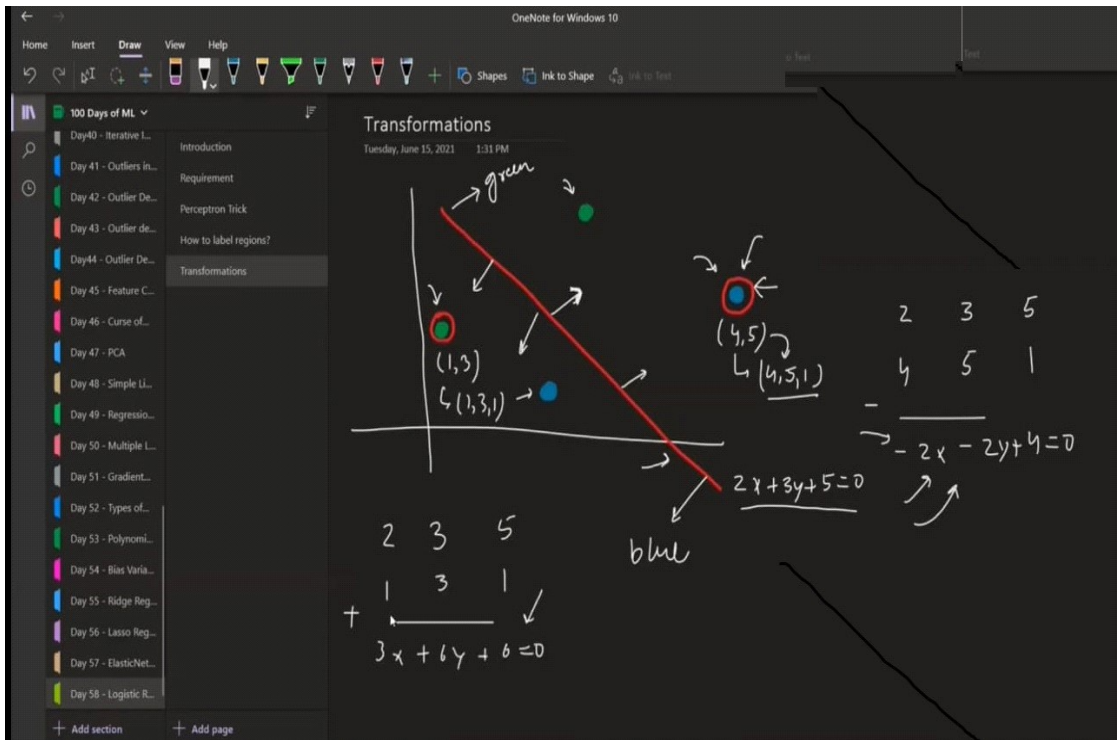 OneNote for Windows 10
Home Insert Draw View Help
Shapes Ink to Shape Ink to Text
Text
100 Days of ML
Day40 - Iterative I...
Day 41 - Outliers in...
Day 42 - Outlier De...
Day 43 - Outlier de...
Day44 - Outlier De...
Day 45 - Feature C...
Day 46 - Curse of...
Day 47 - PCA
Day 48 - Simple Li...
Day 49 - Regressio...
Day 50 - Multiple L...
Day 51 - Gradient...
Day 52 - Types of...
Day 53 - Polynomi...
Day 54 - Bias Varia...
Day 55 - Ridge Reg...
Day 56 - Lasso Reg...
Day 57 - ElasticNet...
Day 58 - Logistic R...
+ Add section
Introduction
Requirement
Perceptron Trick
How to label regions?
Transformations
+ Add page
Transformations
Tuesday, June 15, 2021 1:31 PM
green
(1,3)
(1,3,1)
(4,5)
(4,5,1)
2x+3y+5=0
blue
2 3 5
1 3 1
+
3x + 6y + 6 =0
2 3 5
4 5 1
-
- 2x - 2y+4=0